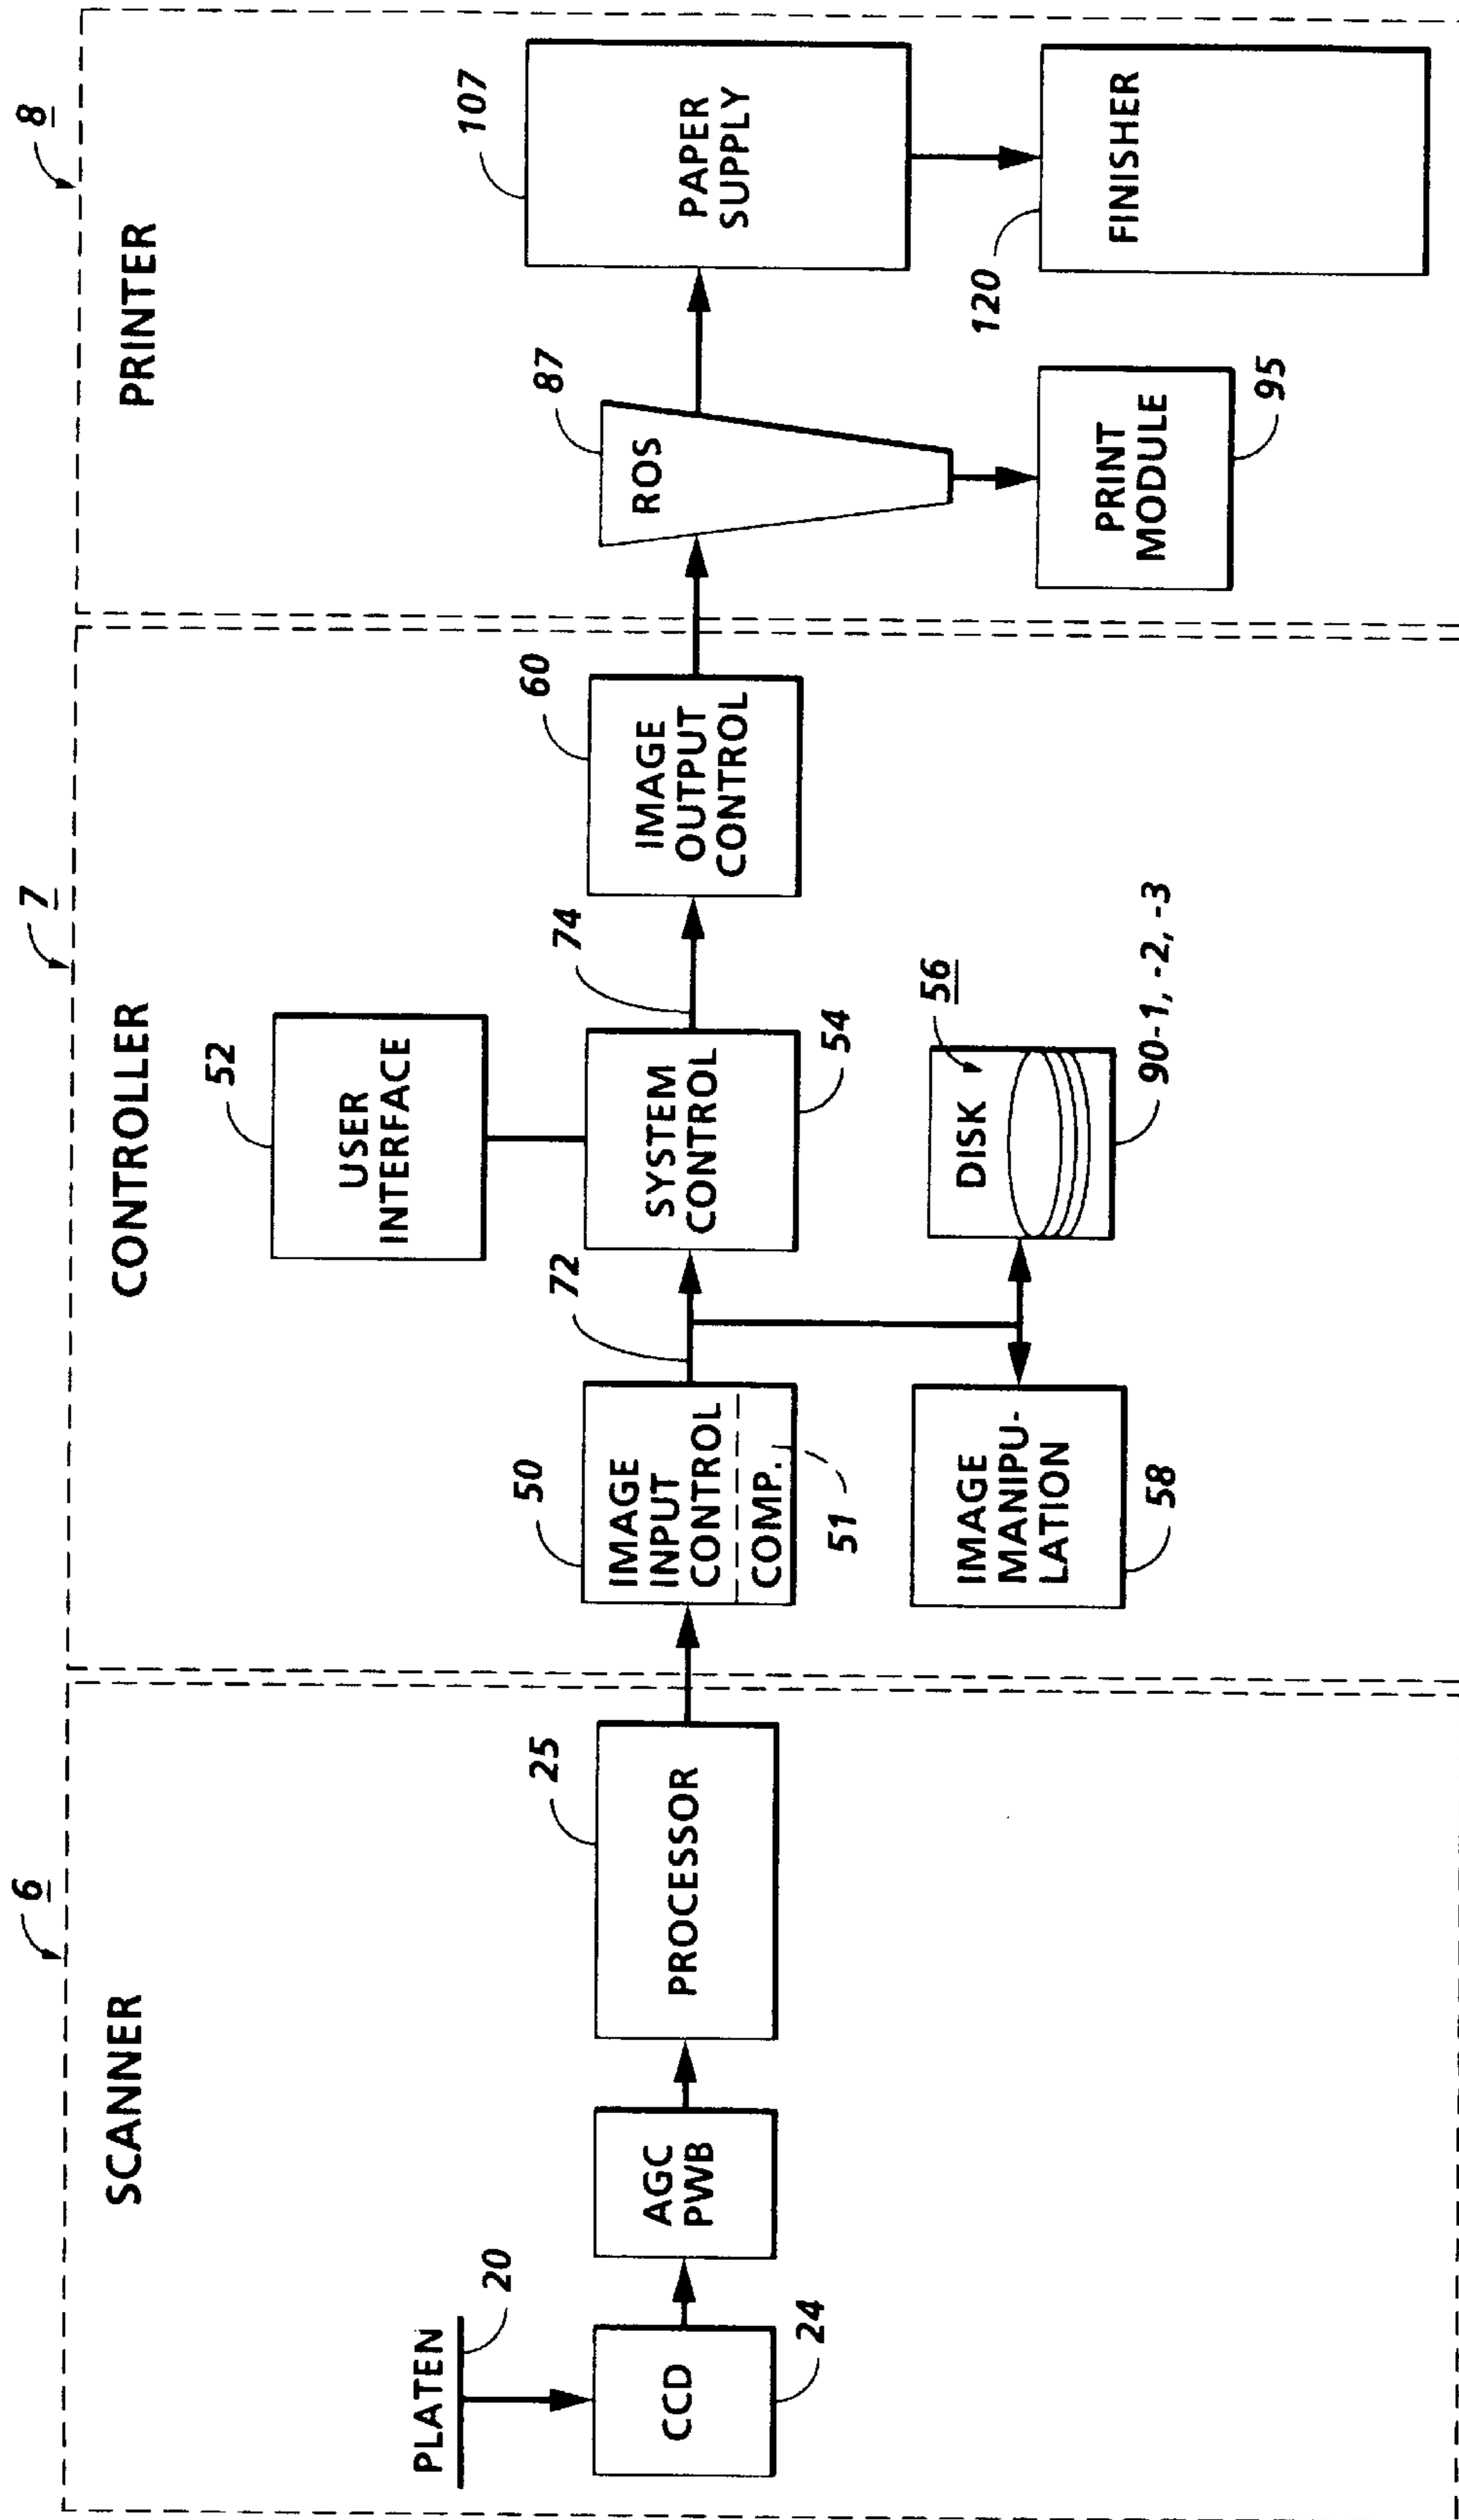 6
SCANNER
PLATEN
20
CCD
24
AGC
PWB
PROCESSOR
25
7
CONTROLLER
52
USER
INTERFACE
50
IMAGE
INPUT
CONTROL
COMP.
51
72
SYSTEM
CONTROL
54
74
IMAGE
OUTPUT
CONTROL
60
IMAGE
MANIPU-
LATION
58
DISK
56
90-1, -2, -3
8
PRINTER
ROS
87
PRINT
MODULE
95
107
PAPER
SUPPLY
120
FINISHER